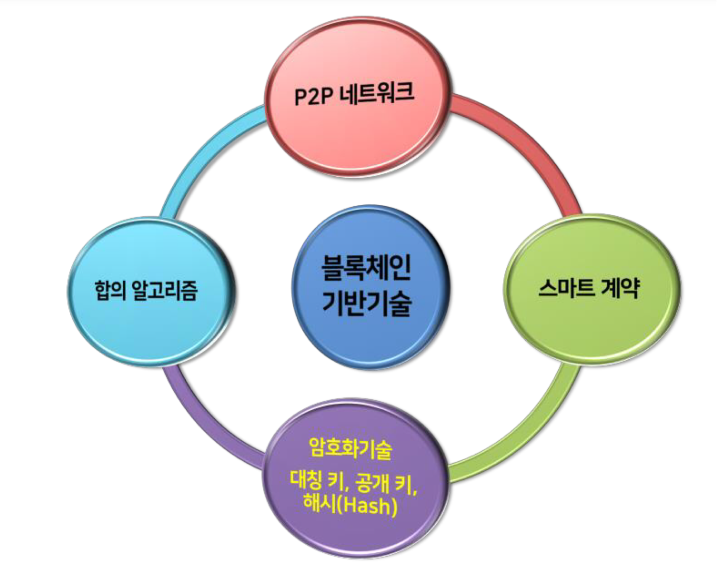 P2P 네트워크
합의 알고리즘
블록체인
기반기술
스마트 계약
암호화기술
대칭 키, 공개 키,
해시(Hash)